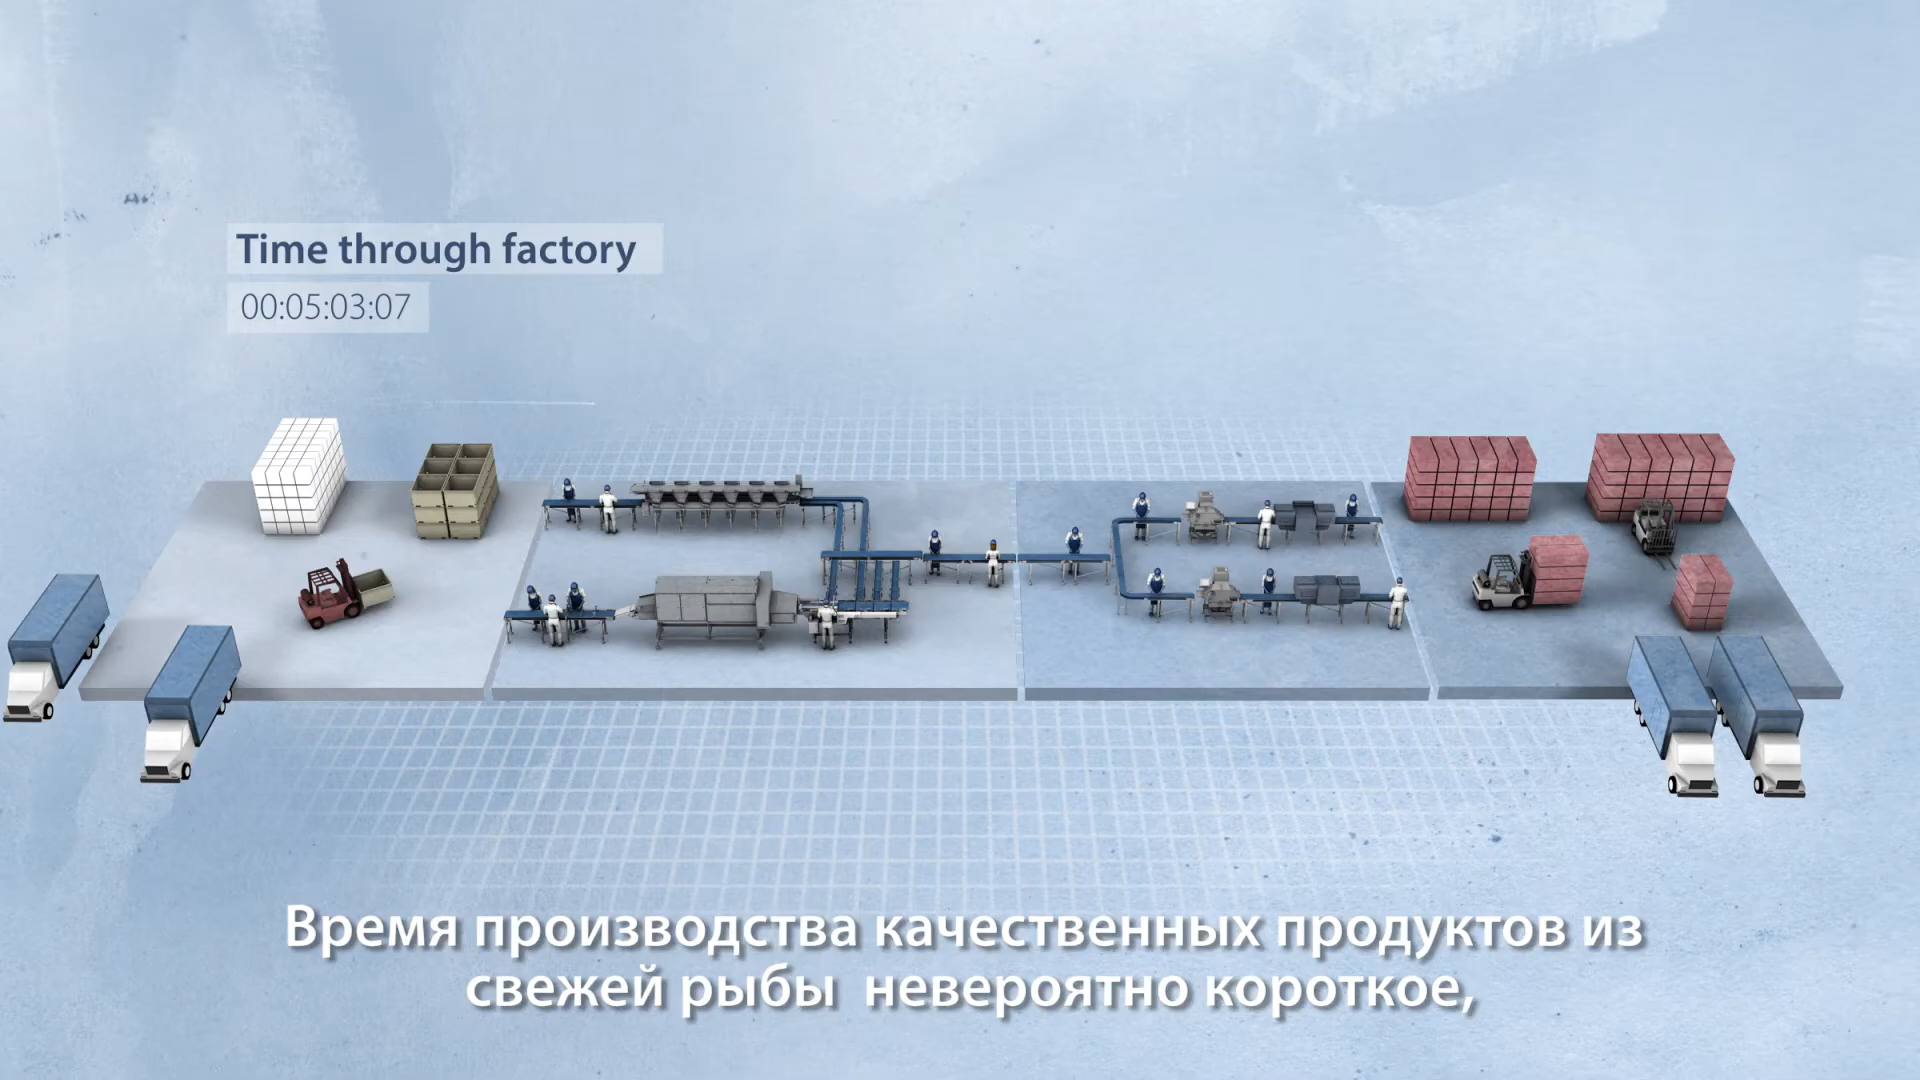 Time through factory
00:05:03:07
Время производства качественных продуктов из
свежей рыбы  невероятно короткое,